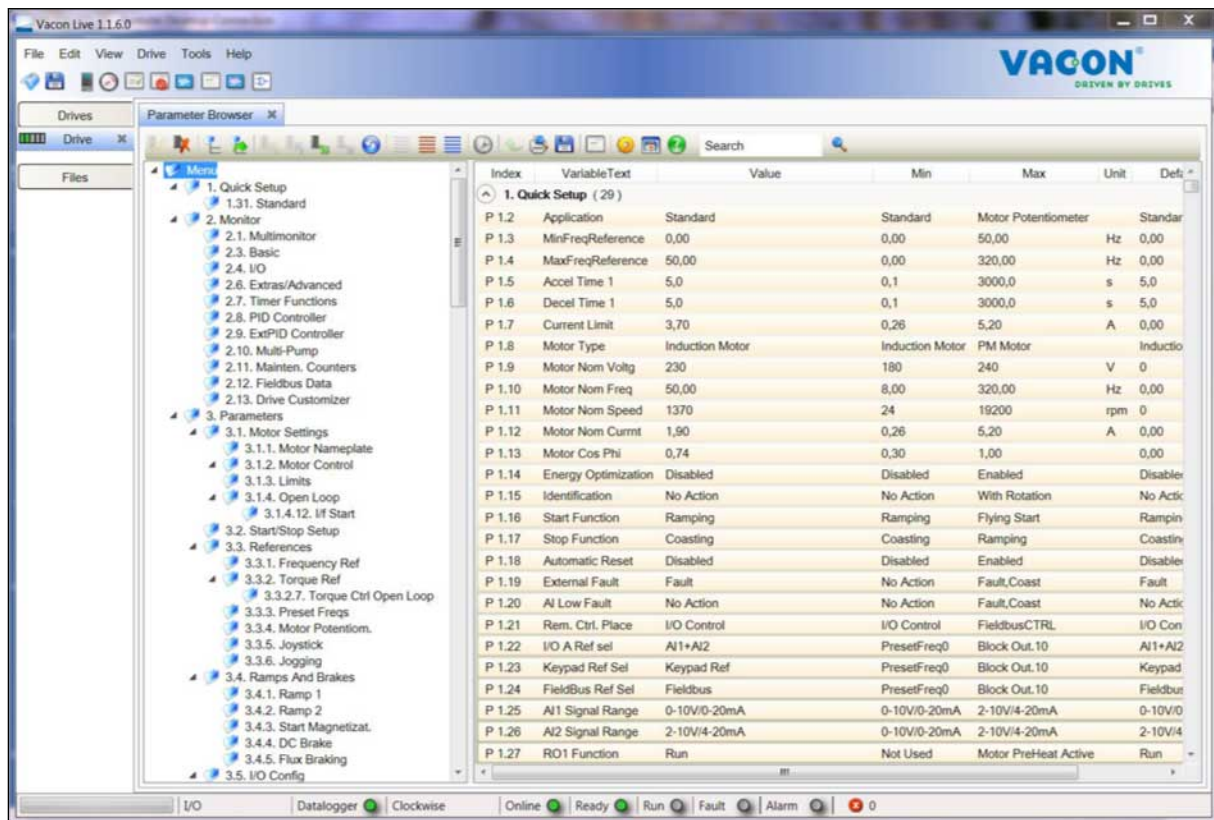 Vacon Live 1.1.6.0
File Edit View Drive Tools Help
VACON®
DRIVEN BY DRIVES
Drives
Drive
Files
Parameter Browser
Search
Menu
1. Quick Setup
1.31. Standard
2. Monitor
2.1. Multimonitor
2.3. Basic
2.4. I/O
2.6. Extras/Advanced
2.7. Timer Functions
2.8. PID Controller
2.9. ExtPID Controller
2.10. Multi-Pump
2.11. Mainten. Counters
2.12. Fieldbus Data
2.13. Drive Customizer
3. Parameters
3.1. Motor Settings
3.1.1. Motor Nameplate
3.1.2. Motor Control
3.1.3. Limits
3.1.4. Open Loop
3.1.4.12. I/f Start
3.2. Start/Stop Setup
3.3. References
3.3.1. Frequency Ref
3.3.2. Torque Ref
3.3.2.7. Torque Ctrl Open Loop
3.3.3. Preset Freqs
3.3.4. Motor Potentiom.
3.3.5. Joystick
3.3.6. Jogging
3.4. Ramps And Brakes
3.4.1. Ramp 1
3.4.2. Ramp 2
3.4.3. Start Magnetizat.
3.4.4. DC Brake
3.4.5. Flux Braking
3.5. I/O Config
Index VariableText Value Min Max Unit Defa
1. Quick Setup ( 29 )
P 1.2 Application Standard Standard Motor Potentiometer Standar
P 1.3 MinFreqReference 0,00 0,00 50,00 Hz 0,00
P 1.4 MaxFreqReference 50,00 0,00 320,00 Hz 0,00
P 1.5 Accel Time 1 5,0 0,1 3000,0 s 5,0
P 1.6 Decel Time 1 5,0 0,1 3000,0 s 5,0
P 1.7 Current Limit 3,70 0,26 5,20 A 0,00
P 1.8 Motor Type Induction Motor Induction Motor PM Motor Inductio
P 1.9 Motor Nom Voltg 230 180 240 V 0
P 1.10 Motor Nom Freq 50,00 8,00 320,00 Hz 0,00
P 1.11 Motor Nom Speed 1370 24 19200 rpm 0
P 1.12 Motor Nom Currnt 1,90 0,26 5,20 A 0,00
P 1.13 Motor Cos Phi 0,74 0,30 1,00 0,00
P 1.14 Energy Optimization Disabled Disabled Enabled Disabled
P 1.15 Identification No Action No Action With Rotation No Actic
P 1.16 Start Function Ramping Ramping Flying Start Rampin
P 1.17 Stop Function Coasting Coasting Ramping Coasting
P 1.18 Automatic Reset Disabled Disabled Enabled Disabled
P 1.19 External Fault Fault No Action Fault,Coast Fault
P 1.20 AI Low Fault No Action No Action Fault,Coast No Actic
P 1.21 Rem. Ctrl. Place I/O Control I/O Control FieldbusCTRL I/O Con
P 1.22 I/O A Ref sel AI1+AI2 PresetFreq0 Block Out.10 AI1+AI2
P 1.23 Keypad Ref Sel Keypad Ref PresetFreq0 Block Out.10 Keypad
P 1.24 FieldBus Ref Sel Fieldbus PresetFreq0 Block Out.10 Fieldbus
P 1.25 AI1 Signal Range 0-10V/0-20mA 0-10V/0-20mA 2-10V/4-20mA 0-10V/0
P 1.26 AI2 Signal Range 2-10V/4-20mA 0-10V/0-20mA 2-10V/4-20mA 2-10V/4
P 1.27 RO1 Function Run Not Used Motor PreHeat Active Run
I/O Datalogger Clockwise Online Ready Run Fault Alarm 0